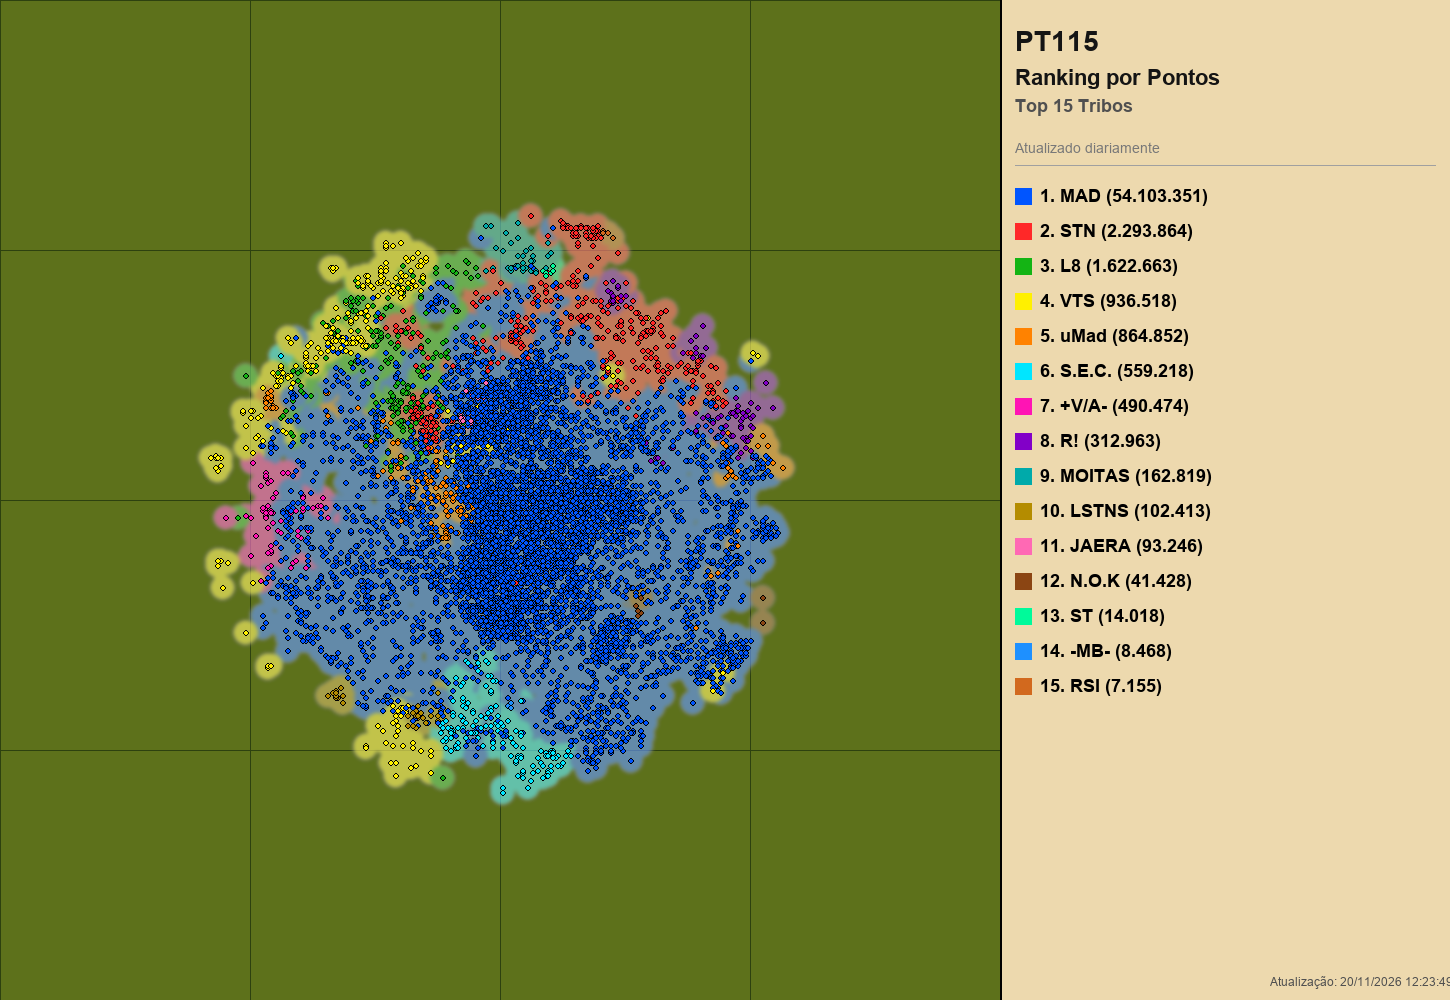 PT115
Ranking por Pontos
Top 15 Tribos
Atualizado diariamente
1. MAD (54.103.351)
2. STN (2.293.864)
3. L8 (1.622.663)
4. VTS (936.518)
5. uMad (864.852)
6. S.E.C. (559.218)
7. +V/A- (490.474)
8. R! (312.963)
9. MOITAS (162.819)
10. LSTNS (102.413)
11. JAERA (93.246)
12. N.O.K (41.428)
13. ST (14.018)
14. -MB- (8.468)
15. RSI (7.155)
Atualização: 20/11/2026 12:23:49